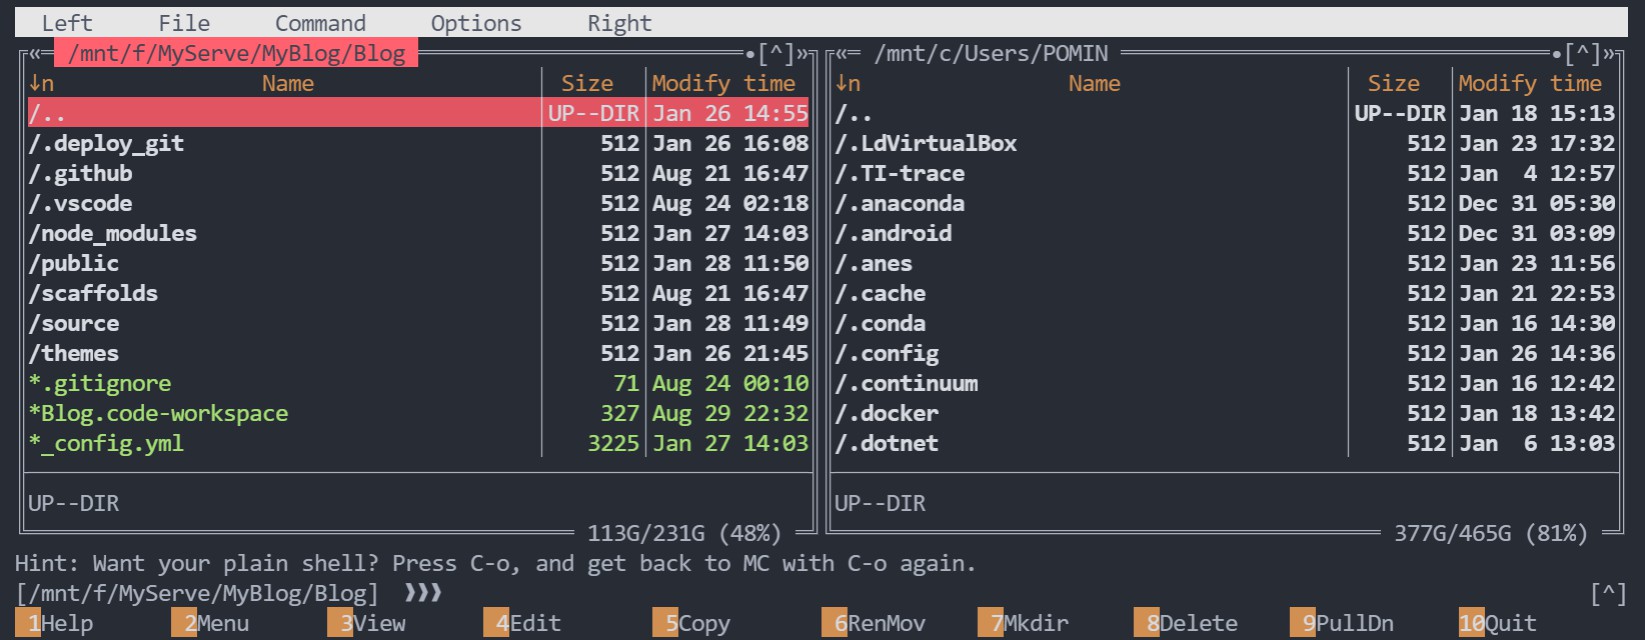 Left File Command Options Right
«═ /mnt/f/MyServe/MyBlog/Blog •[^]» «═ /mnt/c/Users/POMIN •[^]»
↓n Name Size Modify time ↓n Name Size Modify time
/.. UP--DIR Jan 26 14:55 /.. UP--DIR Jan 18 15:13
/.deploy_git 512 Jan 26 16:08 /.LdVirtualBox 512 Jan 23 17:32
/.github 512 Aug 21 16:47 /.TI-trace 512 Jan 4 12:57
/.vscode 512 Aug 24 02:18 /.anaconda 512 Dec 31 05:30
/node_modules 512 Jan 27 14:03 /.android 512 Dec 31 03:09
/public 512 Jan 28 11:50 /.anes 512 Jan 23 11:56
/scaffolds 512 Aug 21 16:47 /.cache 512 Jan 21 22:53
/source 512 Jan 28 11:49 /.conda 512 Jan 16 14:30
/themes 512 Jan 26 21:45 /.config 512 Jan 26 14:36
*.gitignore 71 Aug 24 00:10 /.continuum 512 Jan 16 12:42
*Blog.code-workspace 327 Aug 29 22:32 /.docker 512 Jan 18 13:42
*_config.yml 3225 Jan 27 14:03 /.dotnet 512 Jan 6 13:03
UP--DIR UP--DIR
113G/231G (48%) 377G/465G (81%)
Hint: Want your plain shell? Press C-o, and get back to MC with C-o again.
[/mnt/f/MyServe/MyBlog/Blog] ❯❯❯ [^]
1Help 2Menu 3View 4Edit 5Copy 6RenMov 7Mkdir 8Delete 9PullDn 10Quit